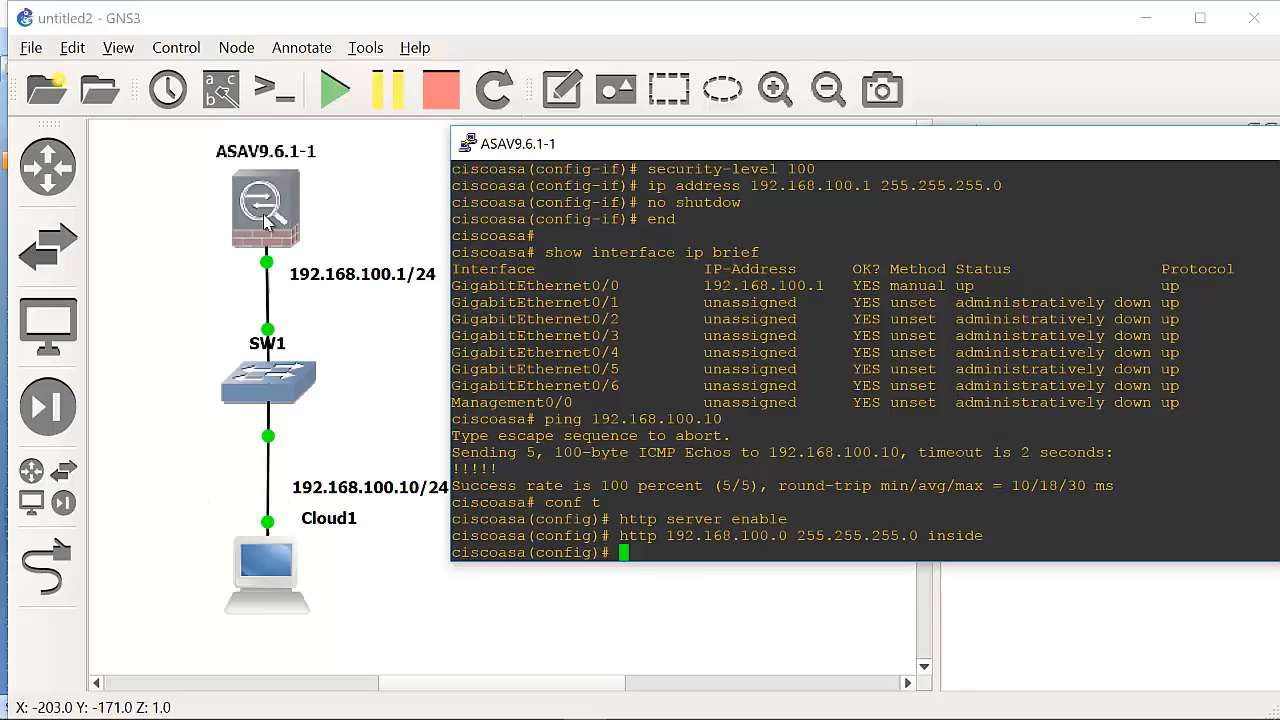 untitled2 - GNS3
File Edit View Control Node Annotate Tools Help
ASAV9.6.1-1
192.168.100.1/24
SW1
192.168.100.10/24
Cloud1
ASAV9.6.1-1
ciscoasa(config-if)# security-level 100
ciscoasa(config-if)# ip address 192.168.100.1 255.255.255.0
ciscoasa(config-if)# no shutdow
ciscoasa(config-if)# end
ciscoasa#
ciscoasa# show interface ip brief
Interface IP-Address OK? Method Status Protocol
GigabitEthernet0/0 192.168.100.1 YES manual up up
GigabitEthernet0/1 unassigned YES unset administratively down up
GigabitEthernet0/2 unassigned YES unset administratively down up
GigabitEthernet0/3 unassigned YES unset administratively down up
GigabitEthernet0/4 unassigned YES unset administratively down up
GigabitEthernet0/5 unassigned YES unset administratively down up
GigabitEthernet0/6 unassigned YES unset administratively down up
Management0/0 unassigned YES unset administratively down up
ciscoasa# ping 192.168.100.10
Type escape sequence to abort.
Sending 5, 100-byte ICMP Echos to 192.168.100.10, timeout is 2 seconds:
!!!!!
Success rate is 100 percent (5/5), round-trip min/avg/max = 10/18/30 ms
ciscoasa# conf t
ciscoasa(config)# http server enable
ciscoasa(config)# http 192.168.100.0 255.255.255.0 inside
ciscoasa(config)#
X: -203.0 Y: -171.0 Z: 1.0